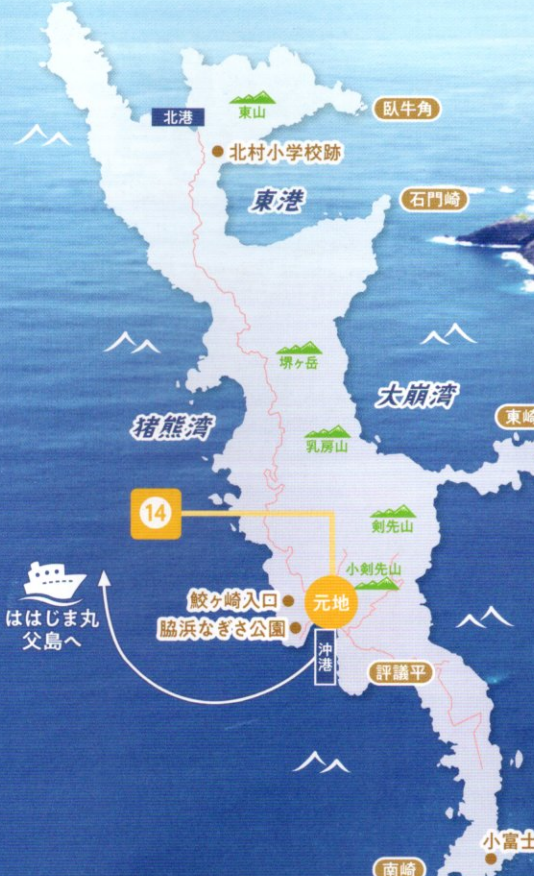 北港
東山
臥牛角
北村小学校跡
東港
石門崎
堺ヶ岳
大崩湾
猪熊湾
東崎
乳房山
14
剣先山
小剣先山
ははじま丸
父島へ
鮫ヶ崎入口
元地
脇浜なぎさ公園
沖港
評議平
小富士
南崎